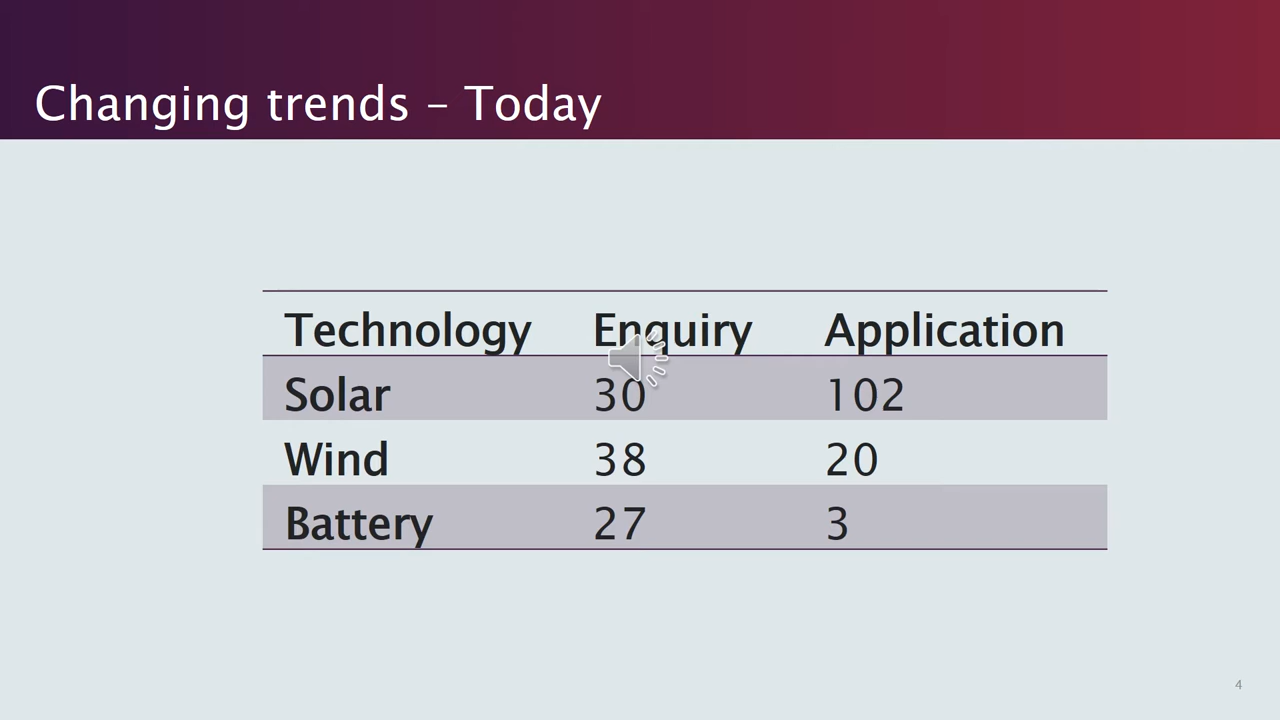 Changing trends – Today
Technology Enquiry Application
Solar 30 102
Wind 38 20
Battery 27 3
4